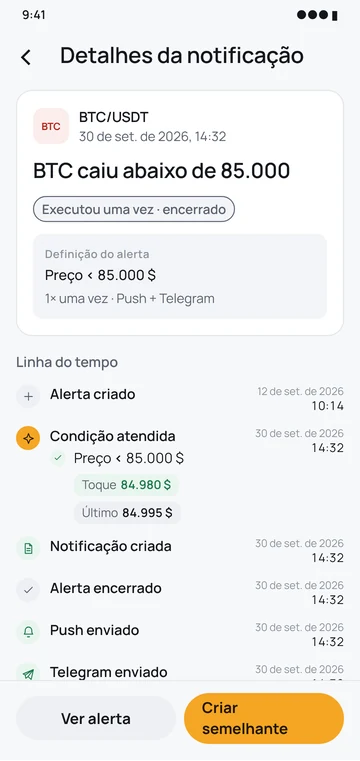 9:41
Detalhes da notificação
BTC
BTC/USDT
30 de set. de 2026, 14:32
BTC caiu abaixo de 85.000
Executou uma vez · encerrado
Definição do alerta
Preço < 85.000 $
1× uma vez · Push + Telegram
Linha do tempo
Alerta criado
12 de set. de 2026
10:14
Condição atendida
30 de set. de 2026
14:32
Preço < 85.000 $
Toque 84.980 $
Último 84.995 $
Notificação criada
30 de set. de 2026
14:32
Alerta encerrado
30 de set. de 2026
14:32
Push enviado
30 de set. de 2026
14:32
Telegram enviado
30 de set. de 2026
Ver alerta
Criar
semelhante